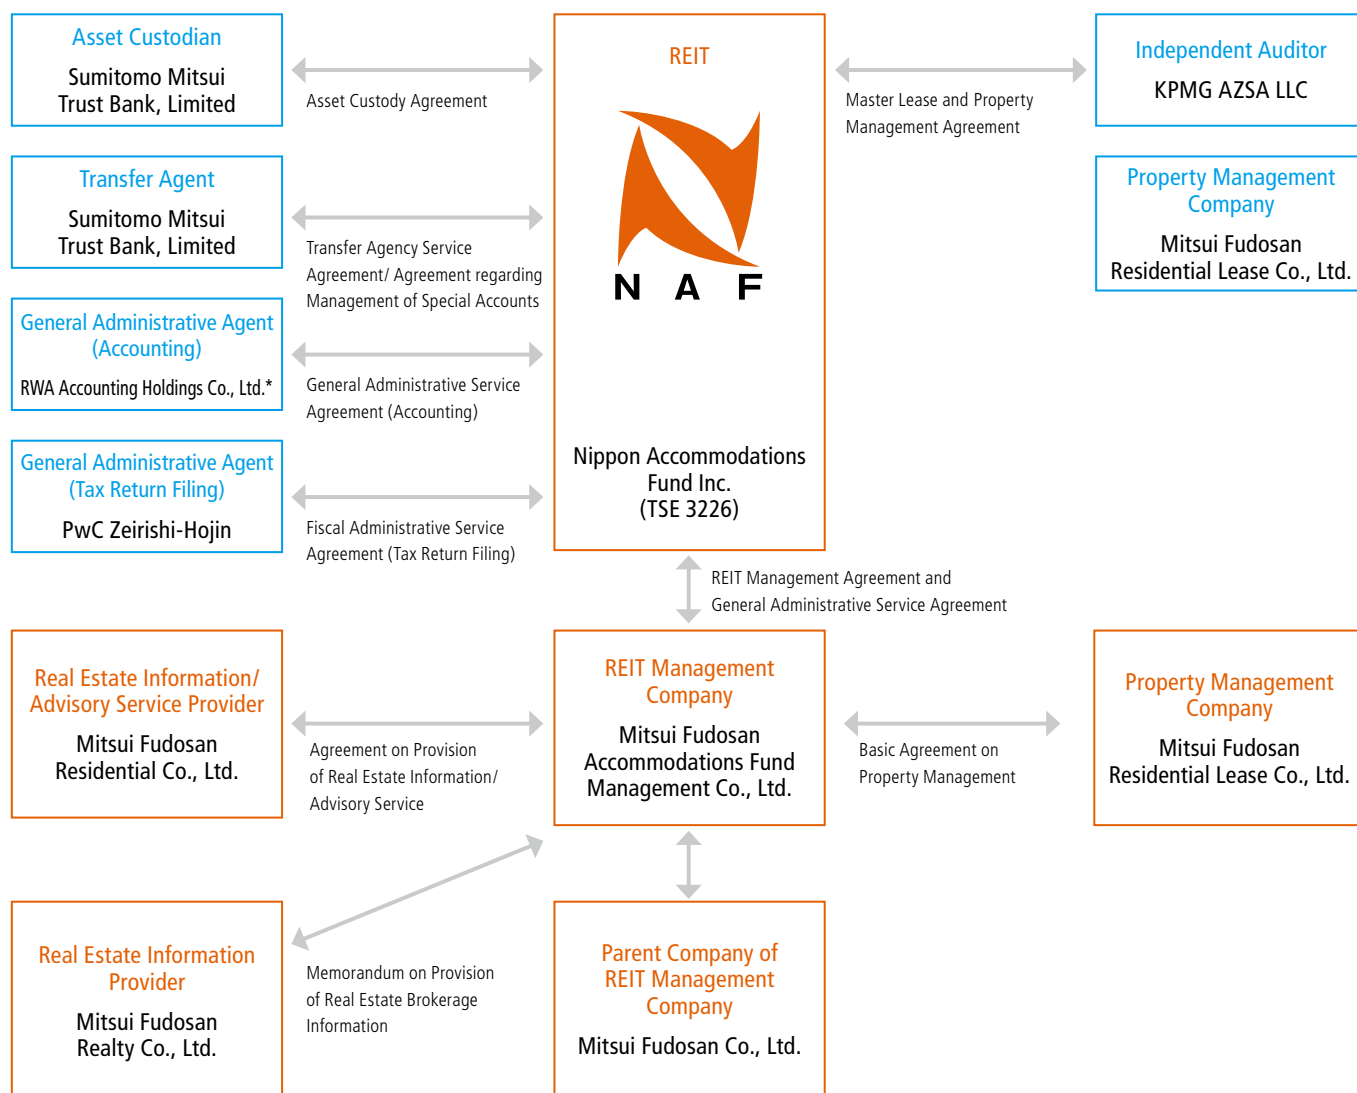 Asset Custodian
Sumitomo Mitsui
Trust Bank, Limited
Asset Custody Agreement
Transfer Agent
Sumitomo Mitsui
Trust Bank, Limited
Transfer Agency Service
Agreement/ Agreement regarding
Management of Special Accounts
General Administrative Agent
(Accounting)
RWA Accounting Holdings Co., Ltd.*
General Administrative Service
Agreement (Accounting)
General Administrative Agent
(Tax Return Filing)
PwC Zeirishi-Hojin
Fiscal Administrative Service
Agreement (Tax Return Filing)
REIT
N A F
Nippon Accommodations
Fund Inc.
(TSE 3226)
Master Lease and Property
Management Agreement
Independent Auditor
KPMG AZSA LLC
Property Management
Company
Mitsui Fudosan
Residential Lease Co., Ltd.
REIT Management Agreement and
General Administrative Service Agreement
Real Estate Information/
Advisory Service Provider
Mitsui Fudosan
Residential Co., Ltd.
Agreement on Provision
of Real Estate Information/
Advisory Service
REIT Management
Company
Mitsui Fudosan
Accommodations Fund
Management Co., Ltd.
Basic Agreement on
Property Management
Property Management
Company
Mitsui Fudosan
Residential Lease Co., Ltd.
Real Estate Information
Provider
Mitsui Fudosan
Realty Co., Ltd.
Memorandum on Provision
of Real Estate Brokerage
Information
Parent Company of
REIT Management
Company
Mitsui Fudosan Co., Ltd.